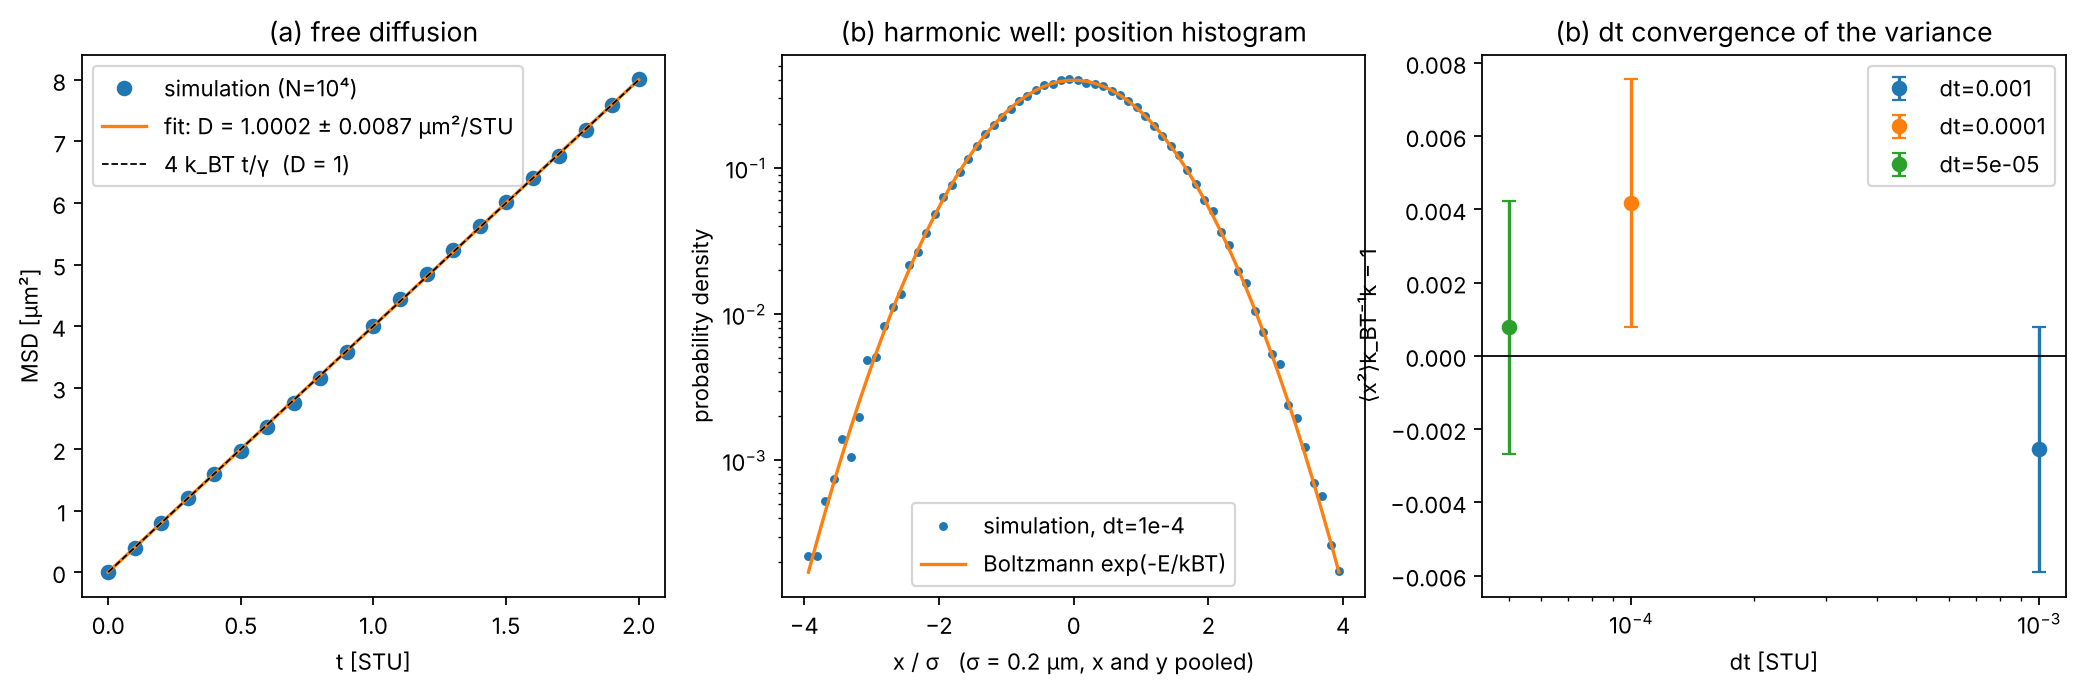 (a) free diffusion
MSD [µm²]
8
7
6
5
4
3
2
1
0
simulation (N=10⁴)
fit: D = 1.0002 ± 0.0087 µm²/STU
4 k_BT t/γ (D = 1)
0.0 0.5 1.0 1.5 2.0
t [STU]
(b) harmonic well: position histogram
probability density
10⁻¹
10⁻²
10⁻³
simulation, dt=1e-4
Boltzmann exp(-E/kBT)
−4 −2 0 2 4
x / σ (σ = 0.2 µm, x and y pooled)
(b) dt convergence of the variance
⟨x²⟩k_BT⁻¹k − 1
0.008
0.006
0.004
0.002
0.000
−0.002
−0.004
−0.006
dt=0.001
dt=0.0001
dt=5e-05
10⁻⁴ 10⁻³
dt [STU]